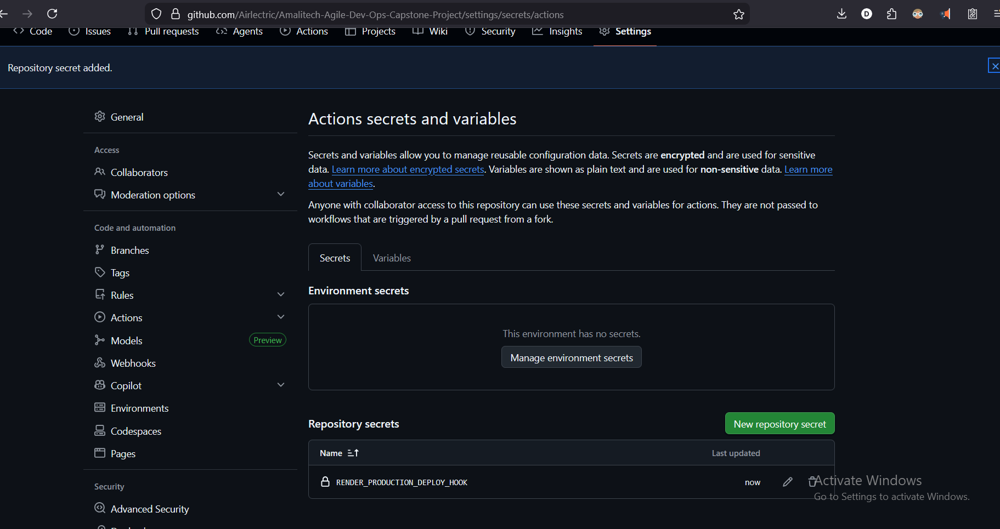 github.com/Airlectric/Amalitech-Agile-Dev-Ops-Capstone-Project/settings/secrets/actions
D
Code Issues Pull requests Agents Actions Projects Wiki Security Insights Settings
Repository secret added.
General
Access
Collaborators
Moderation options
Code and automation
Branches
Tags
Rules
Actions
Models Preview
Webhooks
Copilot
Environments
Codespaces
Pages
Security
Advanced Security
Actions secrets and variables
Secrets and variables allow you to manage reusable configuration data. Secrets are encrypted and are used for sensitive
data. Learn more about encrypted secrets. Variables are shown as plain text and are used for non-sensitive data. Learn more
about variables.
Anyone with collaborator access to this repository can use these secrets and variables for actions. They are not passed to
workflows that are triggered by a pull request from a fork.
Secrets Variables
Environment secrets
This environment has no secrets.
Manage environment secrets
Repository secrets New repository secret
Name Last updated
RENDER_PRODUCTION_DEPLOY_HOOK now
Activate Windows
Go to Settings to activate Windows.